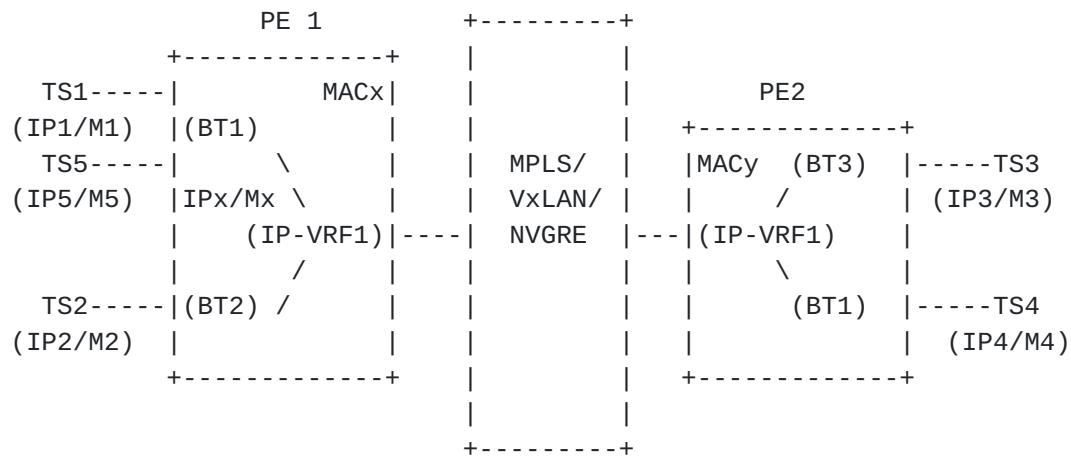 PE 1
TS1 MACx PE2
(IP1/M1) (BT1)
TS5 MPLS/ MACy (BT3) TS3
(IP5/M5) IPx/Mx VxLAN/ (IP3/M3)
(IP-VRF1) NVGRE (IP-VRF1)
TS2 (BT2) (BT1) TS4
(IP2/M2) (IP4/M4)